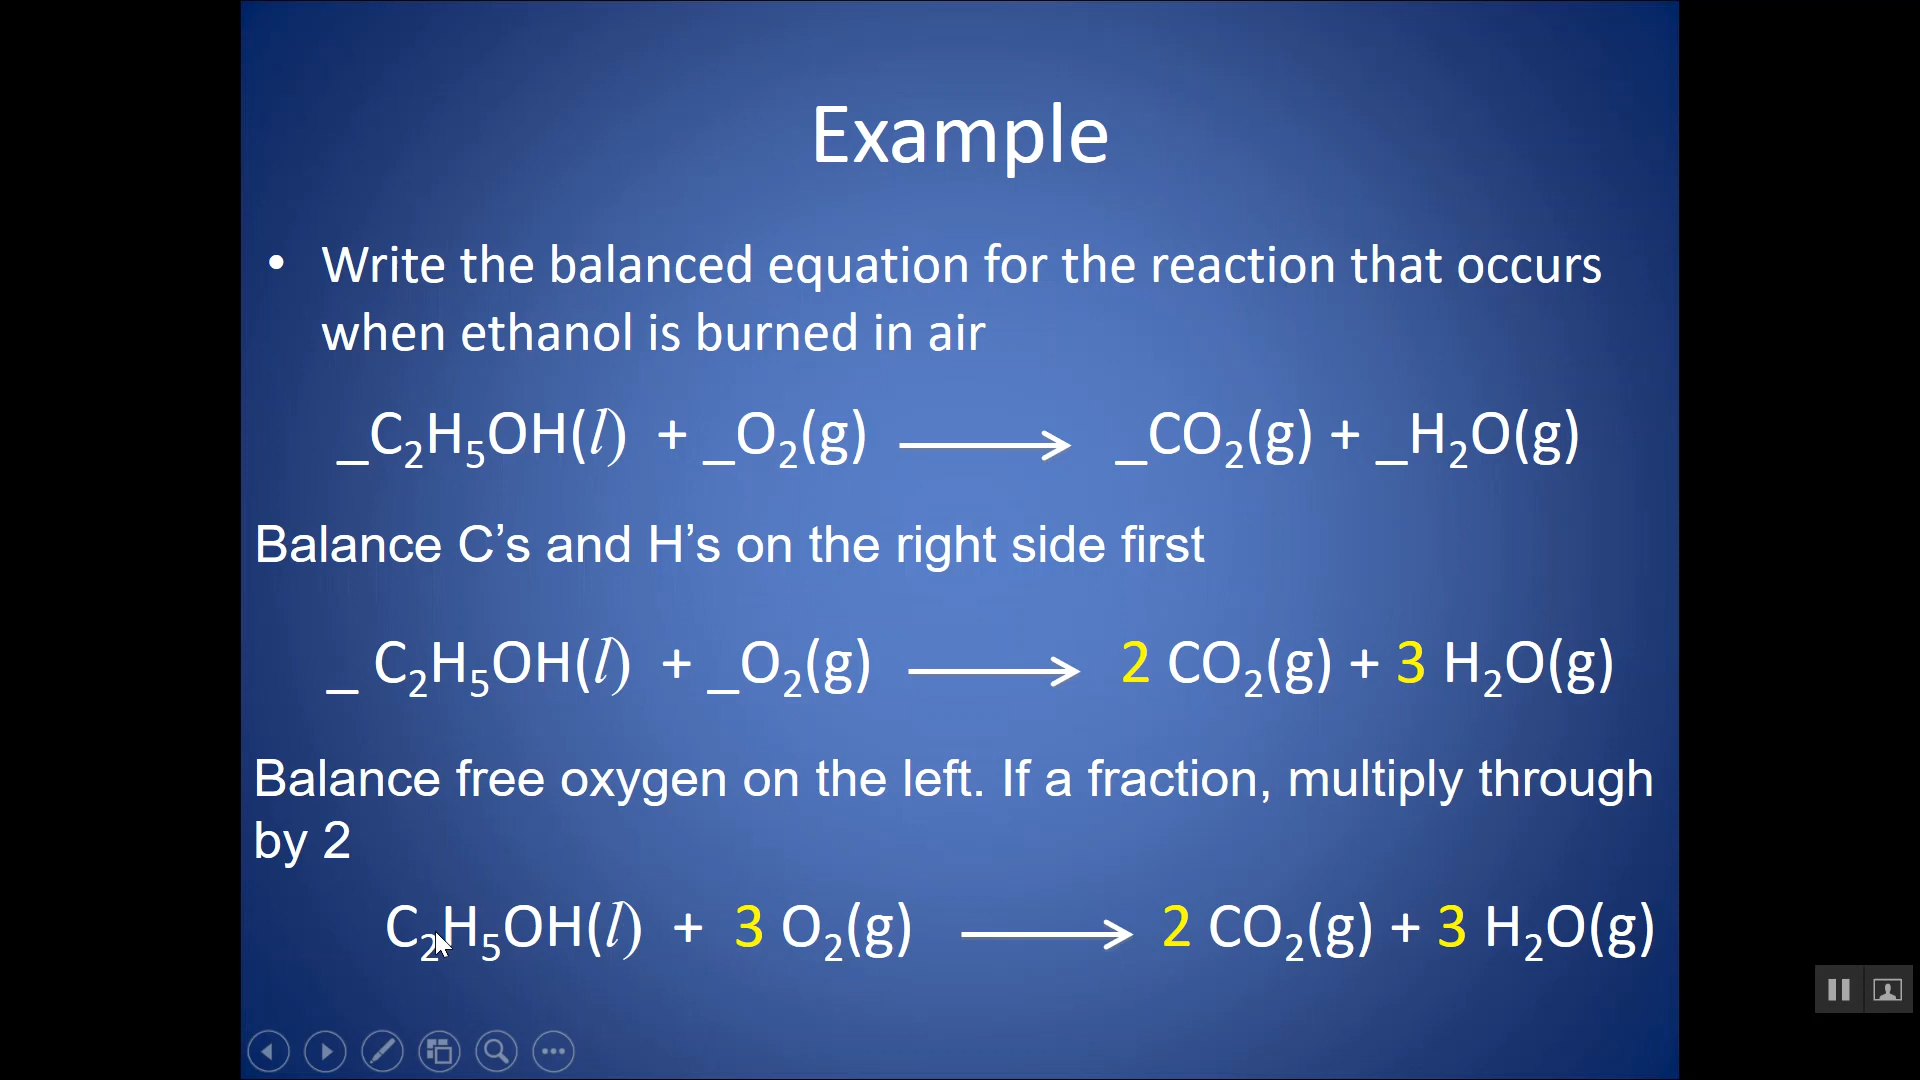 Example
• Write the balanced equation for the reaction that occurs
when ethanol is burned in air
_C₂H₅OH(l) + _O₂(g) ⟶ _CO₂(g) + _H₂O(g)
Balance C’s and H’s on the right side first
_ C₂H₅OH(l) + _O₂(g) ⟶ 2 CO₂(g) + 3 H₂O(g)
Balance free oxygen on the left. If a fraction, multiply through
by 2
C₂H₅OH(l) + 3 O₂(g) ⟶ 2 CO₂(g) + 3 H₂O(g)